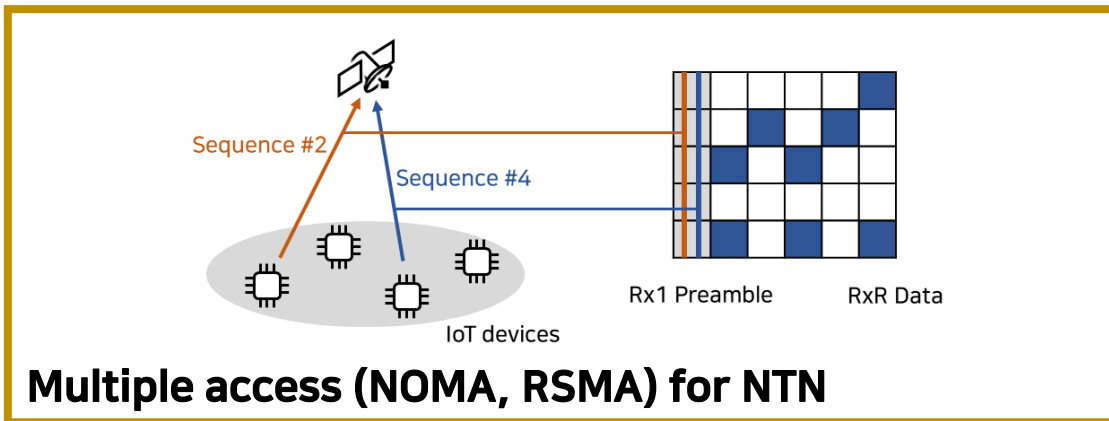 Sequence #2
Sequence #4
Rx1 Preamble
RxR Data
IoT devices
Multiple access (NOMA, RSMA) for NTN